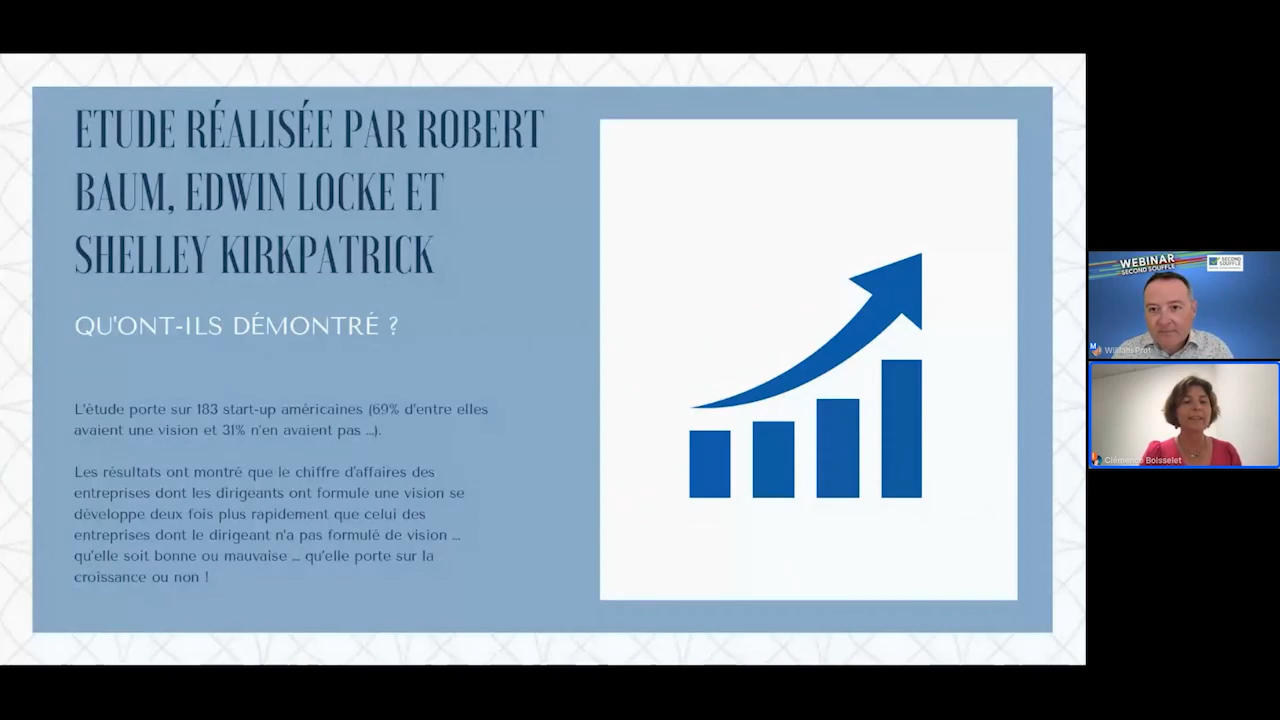 ETUDE RÉALISÉE PAR ROBERT
BAUM, EDWIN LOCKE ET
SHELLEY KIRKPATRICK
QU'ONT-ILS DÉMONTRÉ ?
L'étude porte sur 183 start-up américaines (69% d'entre elles
avaient une vision et 31% n'en avaient pas ...).
Les résultats ont montré que le chiffre d'affaires des
entreprises dont les dirigeants ont formulé une vision se
développe deux fois plus rapidement que celui des
entreprises dont le dirigeant n'a pas formulé de vision ...
qu'elle soit bonne ou mauvaise ... qu'elle porte sur la
croissance ou non !
WEBINAR
SECOND SOUFFLE
SECOND
SOUFFLE
William Prot
Clémence Boisselet